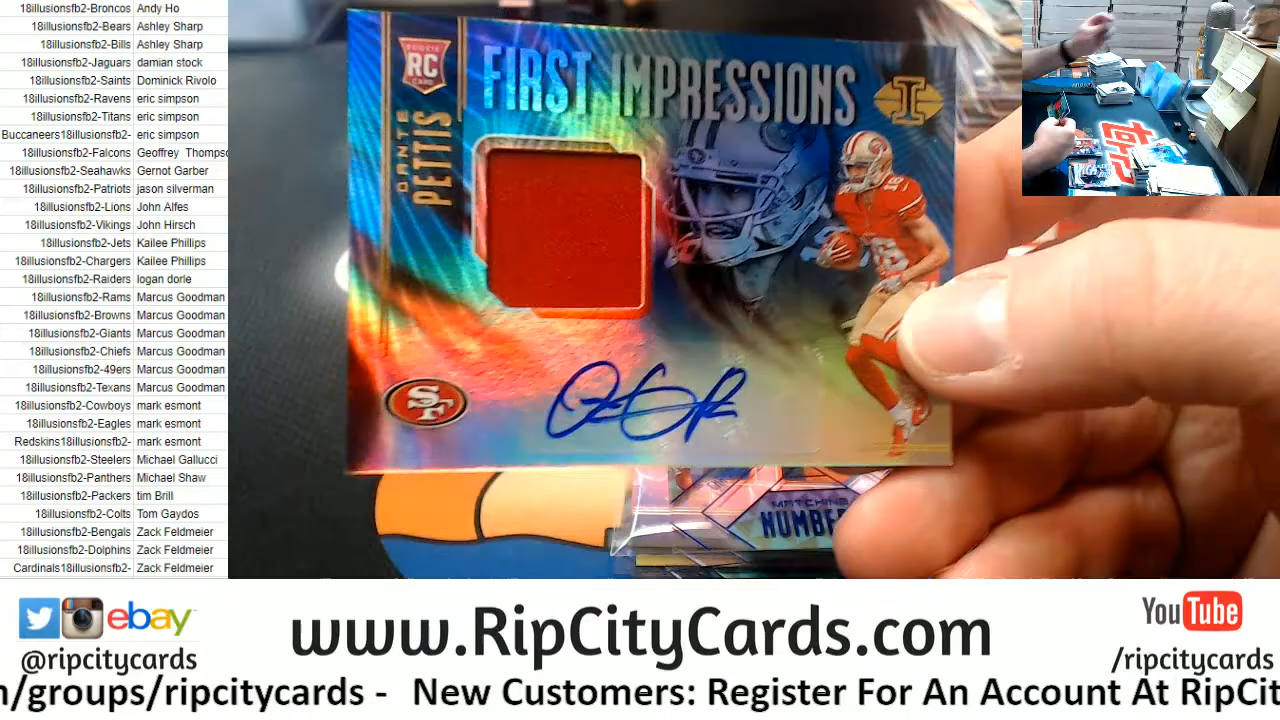 18illusionsfb2-Broncos Andy Ho
18illusionsfb2-Bears Ashley Sharp
18illusionsfb2-Bills Ashley Sharp
18illusionsfb2-Jaguars damian stock
18illusionsfb2-Saints Dominick Rivolo
18illusionsfb2-Ravens eric simpson
18illusionsfb2-Titans eric simpson
Buccaneers18illusionsfb2- eric simpson
18illusionsfb2-Falcons Geoffrey Thompso
18illusionsfb2-Seahawks Gernot Garber
18illusionsfb2-Patriots jason silverman
18illusionsfb2-Lions John Alfes
18illusionsfb2-Vikings John Hirsch
18illusionsfb2-Jets Kailee Phillips
18illusionsfb2-Chargers Kailee Phillips
18illusionsfb2-Raiders logan dorle
18illusionsfb2-Rams Marcus Goodman
18illusionsfb2-Browns Marcus Goodman
18illusionsfb2-Giants Marcus Goodman
18illusionsfb2-Chiefs Marcus Goodman
18illusionsfb2-49ers Marcus Goodman
18illusionsfb2-Texans Marcus Goodman
18illusionsfb2-Cowboys mark esmont
18illusionsfb2-Eagles mark esmont
Redskins18illusionsfb2- mark esmont
18illusionsfb2-Steelers Michael Gallucci
18illusionsfb2-Panthers Michael Shaw
18illusionsfb2-Packers tim Brill
18illusionsfb2-Colts Tom Gaydos
18illusionsfb2-Bengals Zack Feldmeier
18illusionsfb2-Dolphins Zack Feldmeier
Cardinals18illusionsfb2- Zack Feldmeier
ROOKIE
RC
CARD
FIRST IMPRESSIONS
I
DANTE
PETTIS
18
SF
MATCHING
NUMBE
topps
ebay
@ripcitycards
www.RipCityCards.com
YouTube
/ripcitycards
n/groups/ripcitycards - New Customers: Register For An Account At RipCit